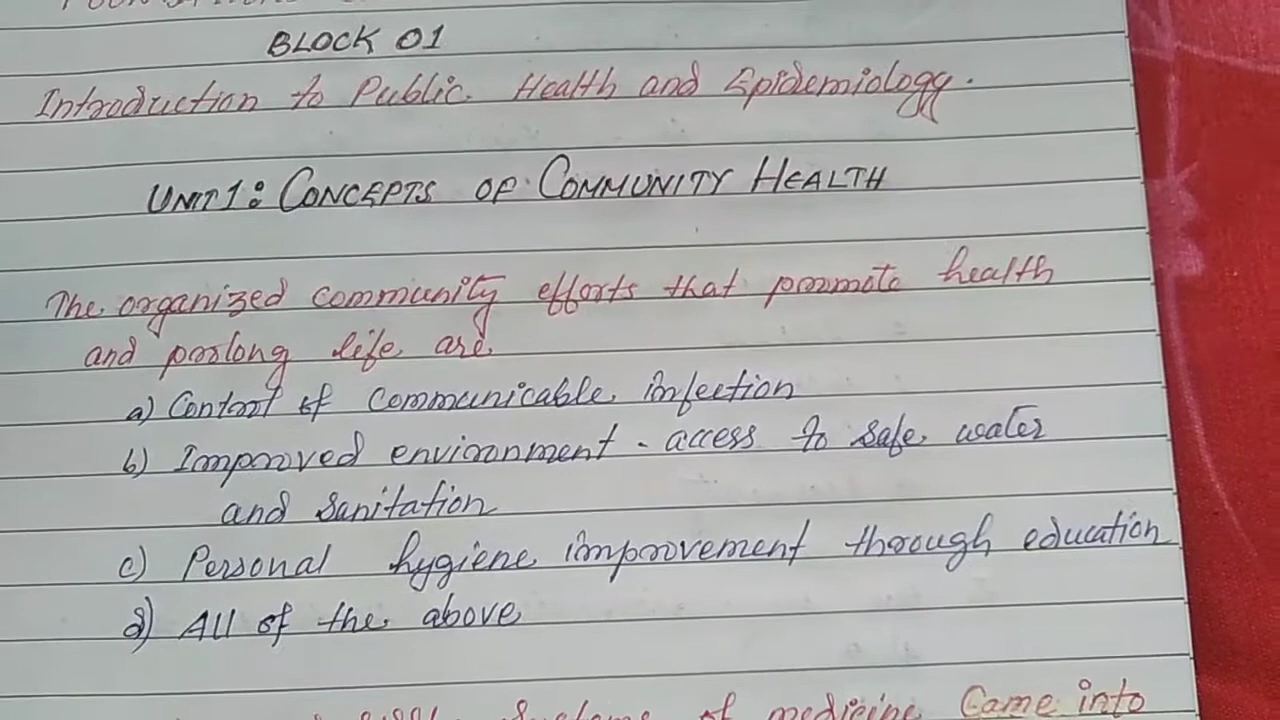 BLOCK 01
Introduction to Public Health and Epidemiology.
UNIT 1: CONCEPTS OF COMMUNITY HEALTH
The organized community efforts that promote health
and prolong life are
a) Control of Communicable infection
b) Improved environment - access to safe water
and Sanitation
c) Personal hygiene improvement through education
d) All of the above
of medicine Came into